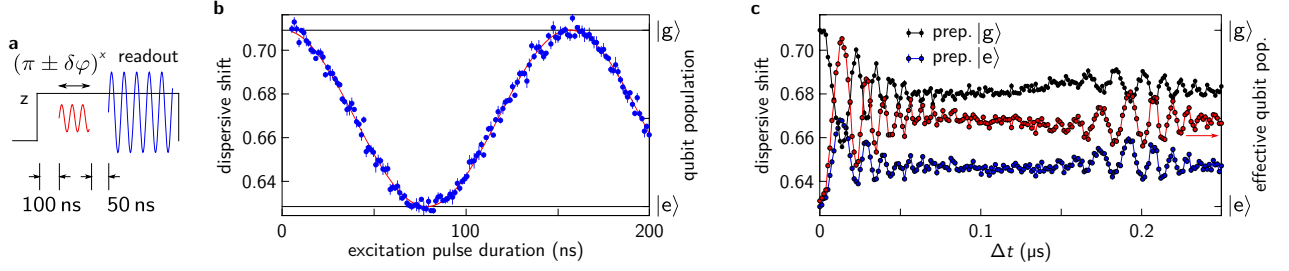 a
(π ± δφ)ˣ readout
z
100 ns 50 ns
b
dispersive shift
0.70
0.68
0.66
0.64
0 100 200
excitation pulse duration (ns)
|g⟩
|e⟩
qubit population
c
prep. |g⟩
prep. |e⟩
dispersive shift
0.70
0.68
0.66
0.64
0 0.1 0.2
Δt (µs)
|g⟩
|e⟩
effective qubit pop.